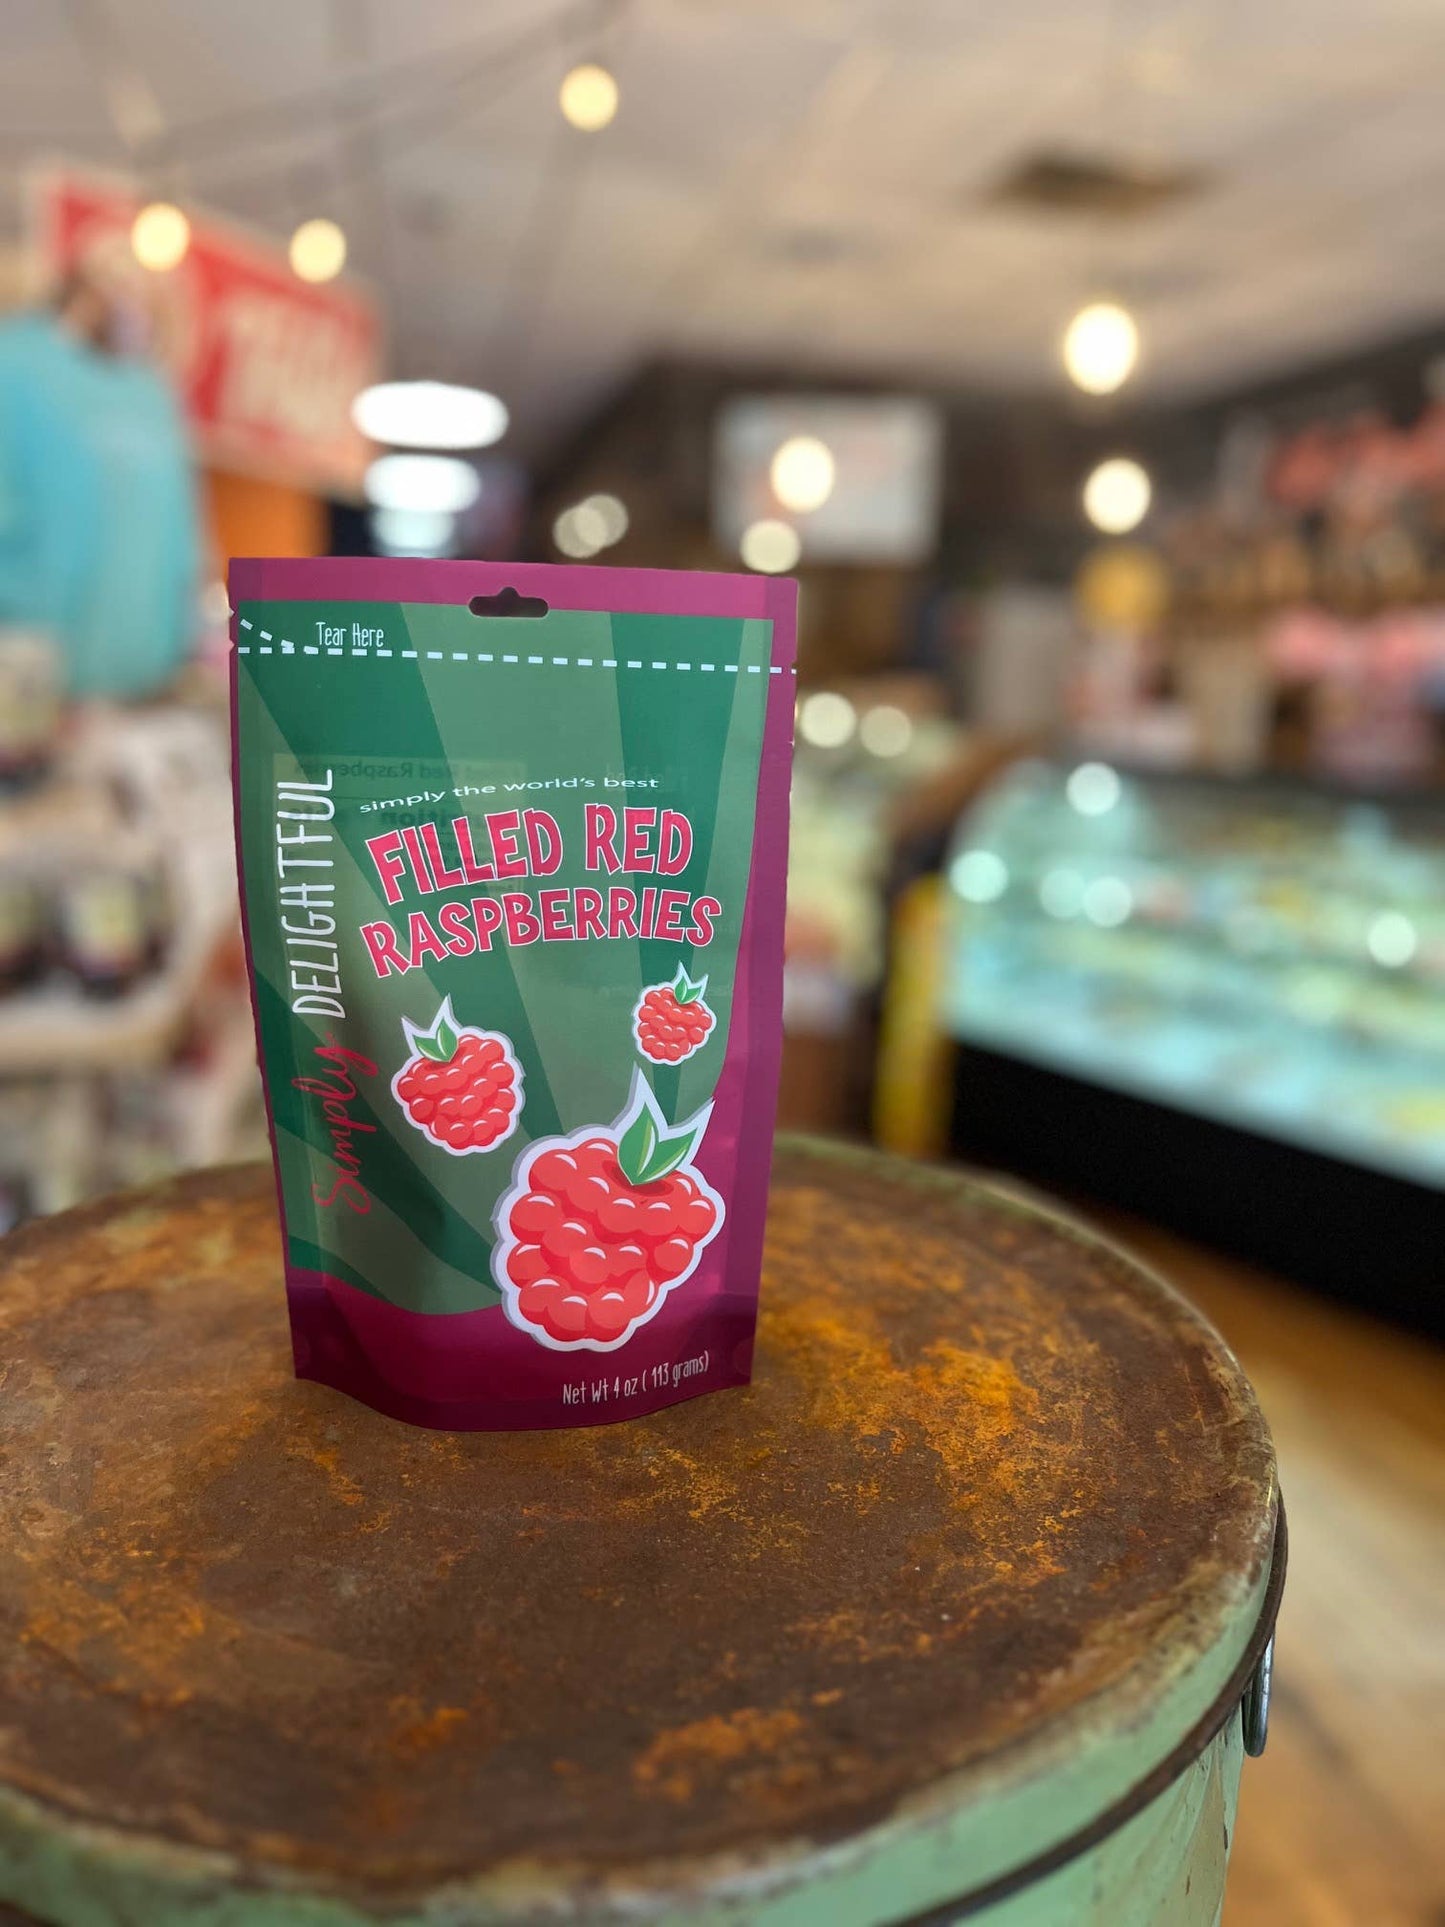 Tear Here
simply the world's best
FILLED RED
RASPBERRIES
Simply DELIGHTFUL
Net Wt 4 oz ( 113 grams)